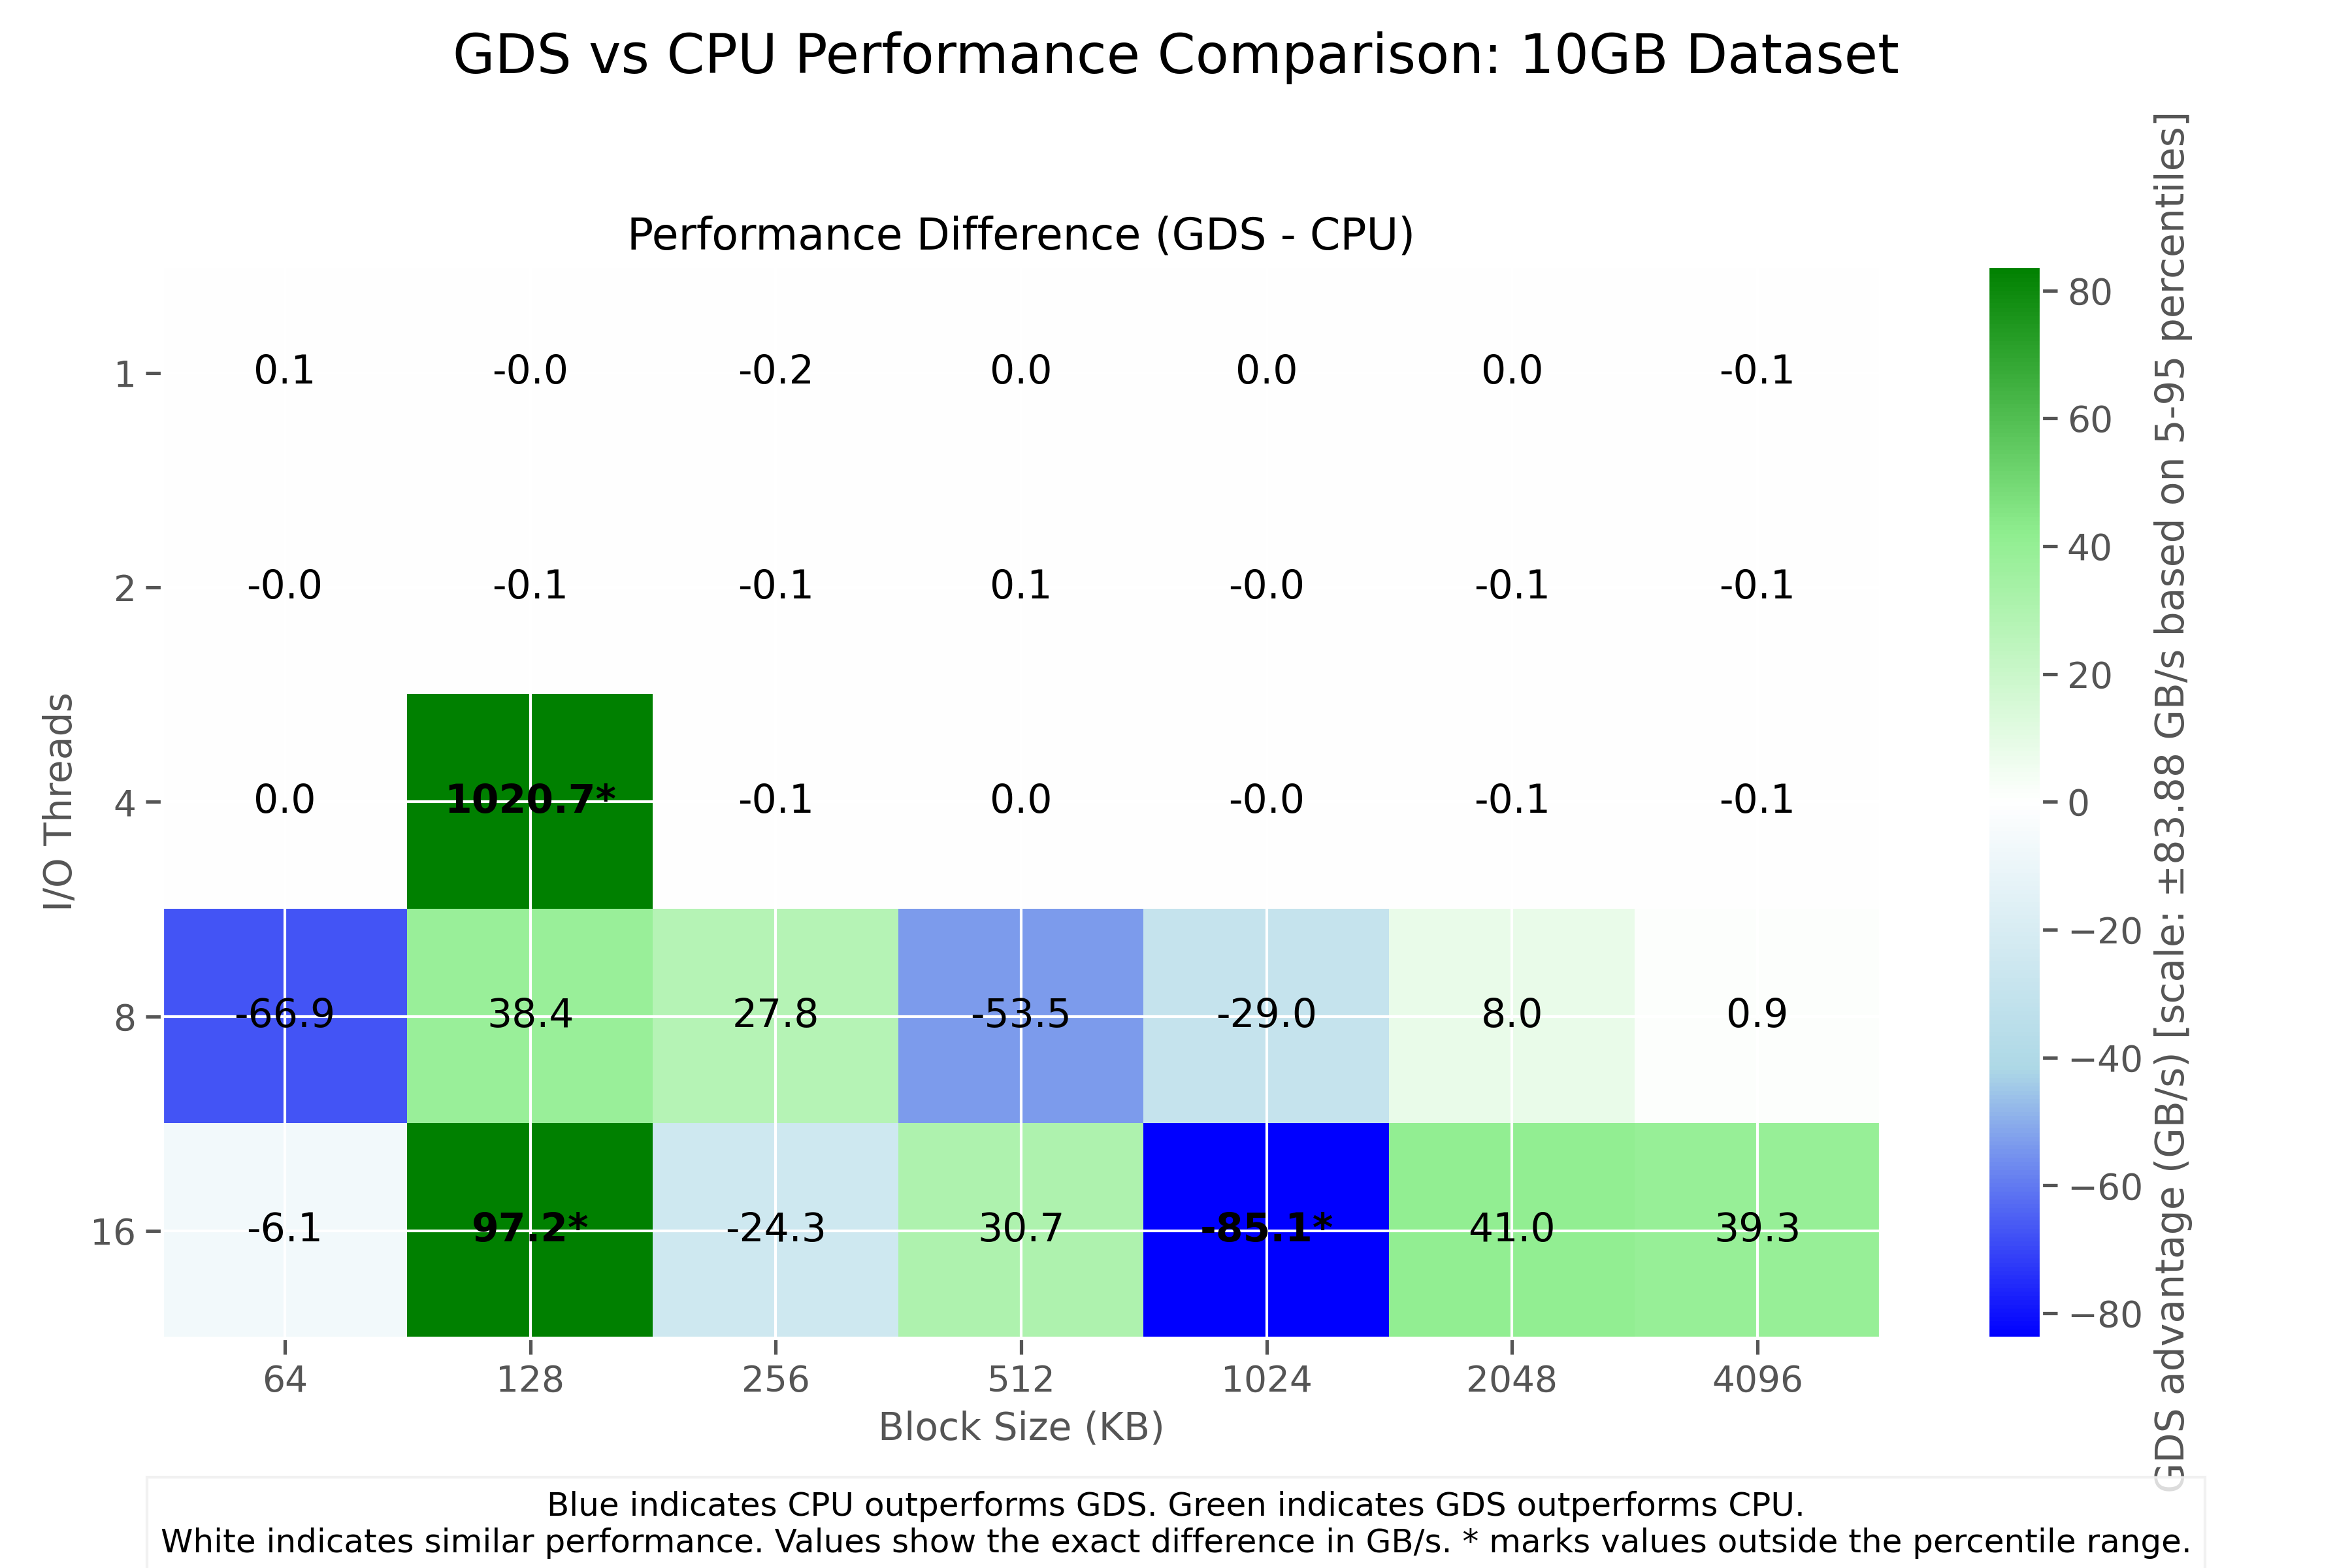 GDS vs CPU Performance Comparison: 10GB Dataset
Performance Difference (GDS - CPU)
I/O Threads
1 0.1 -0.0 -0.2 0.0 0.0 0.0 -0.1
2 -0.0 -0.1 -0.1 0.1 -0.0 -0.1 -0.1
4 0.0 1020.7* -0.1 0.0 -0.0 -0.1 -0.1
8 -66.9 38.4 27.8 -53.5 -29.0 8.0 0.9
16 -6.1 97.2* -24.3 30.7 -85.1* 41.0 39.3
64 128 256 512 1024 2048 4096
Block Size (KB)
80
60
40
20
0
−20
−40
−60
−80
GDS advantage (GB/s) [scale: ±83.88 GB/s based on 5-95 percentiles]
Blue indicates CPU outperforms GDS. Green indicates GDS outperforms CPU.
White indicates similar performance. Values show the exact difference in GB/s. * marks values outside the percentile range.